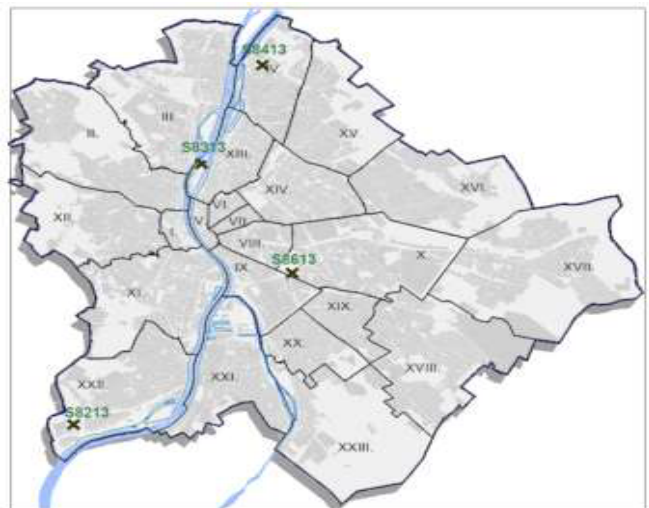 S8413
IV.
III.
XV.
II.
S8313
XIII.
XIV.
XVI.
XII.
VI.
I.
V.
VII.
VIII.
IX.
S8613
X.
XVII.
XI.
XIX.
XX.
XXI.
XVIII.
XXII.
S8213
XXIII.